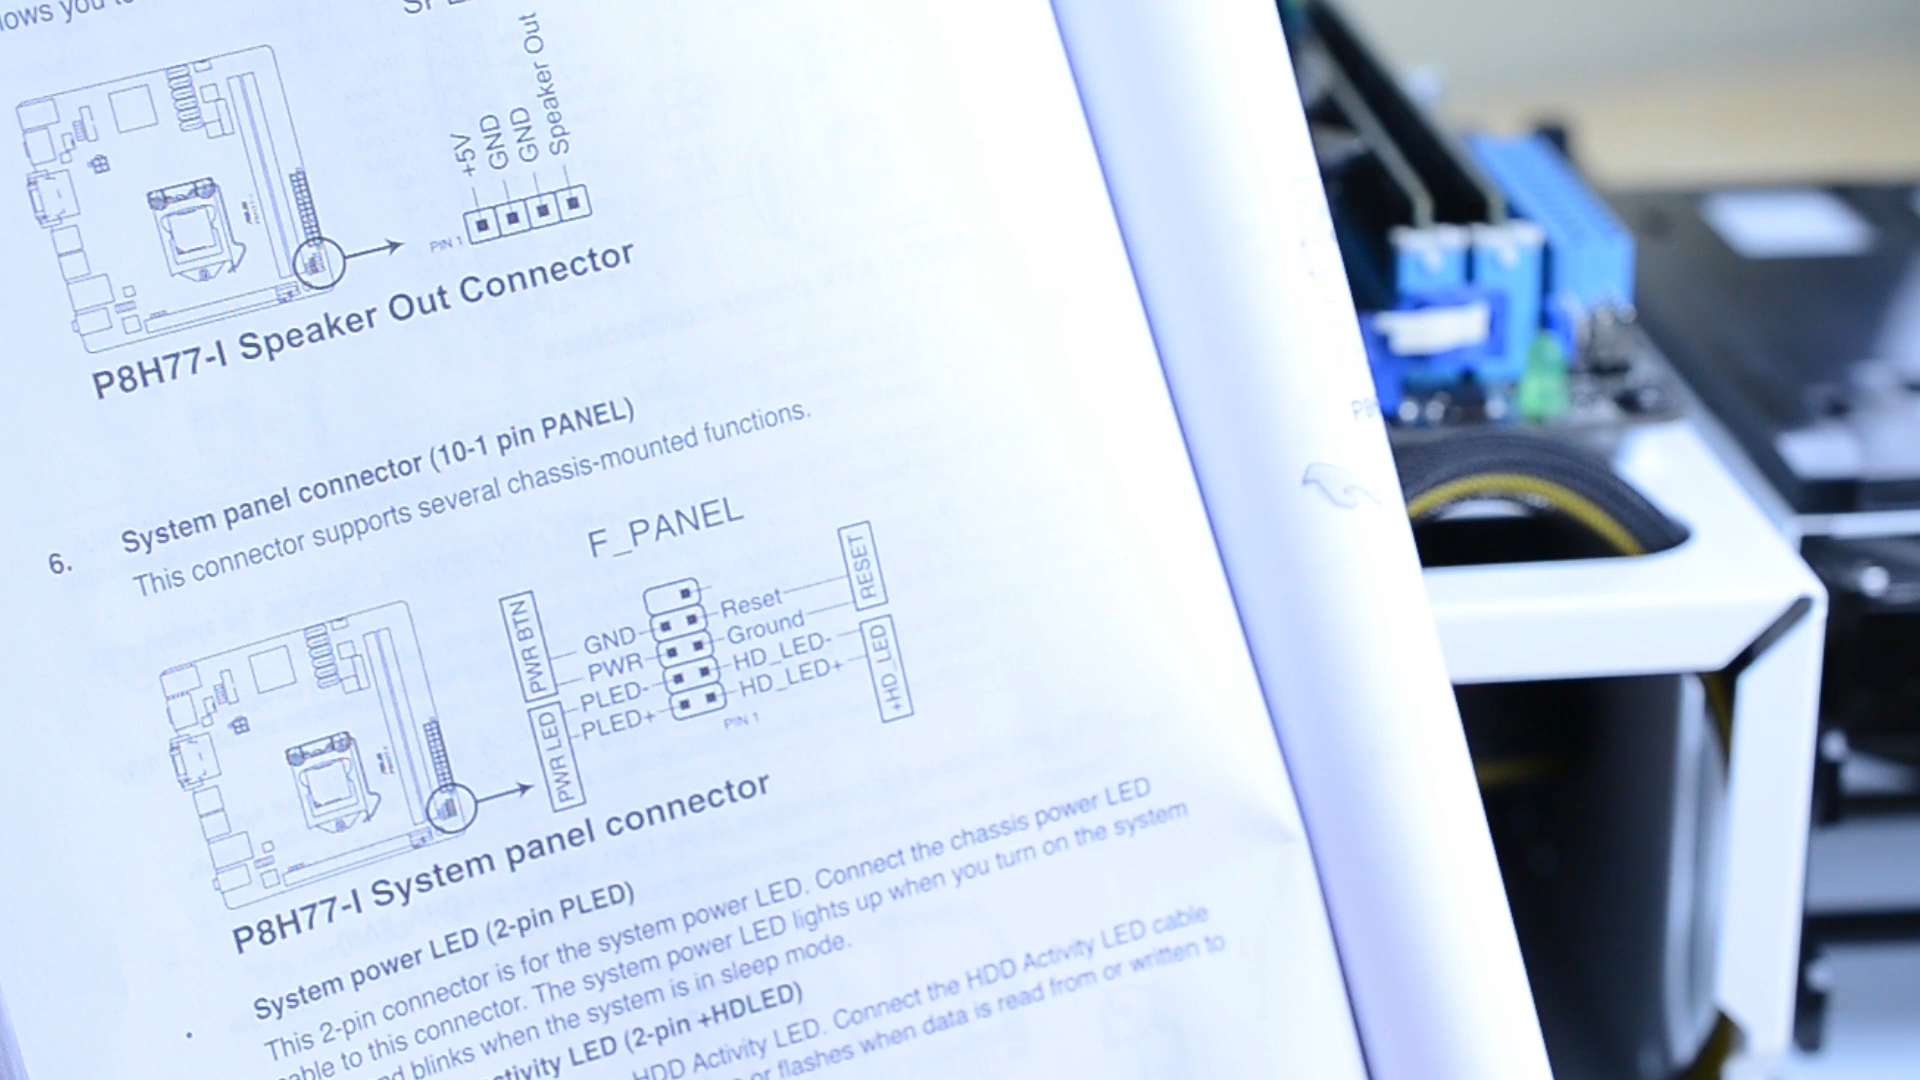 lows you to
+5V
GND
GND
Speaker Out
PIN 1
P8H77-I Speaker Out Connector
6. System panel connector (10-1 pin PANEL)
This connector supports several chassis-mounted functions.
F_PANEL
PWR BTN
GND
PWR
PWR LED
PLED-
PLED+
Reset
Ground
RESET
HD_LED-
HD_LED+
+HD_LED
PIN 1
P8H77-I System panel connector
• System power LED (2-pin PLED)
This 2-pin connector is for the system power LED. Connect the chassis power LED
cable to this connector. The system power LED lights up when you turn on the system
blinks when the system is in sleep mode.
LED (2-pin +HDLED)
HDD Activity LED. Connect the HDD Activity LED cable
or flashes when data is read from or written to